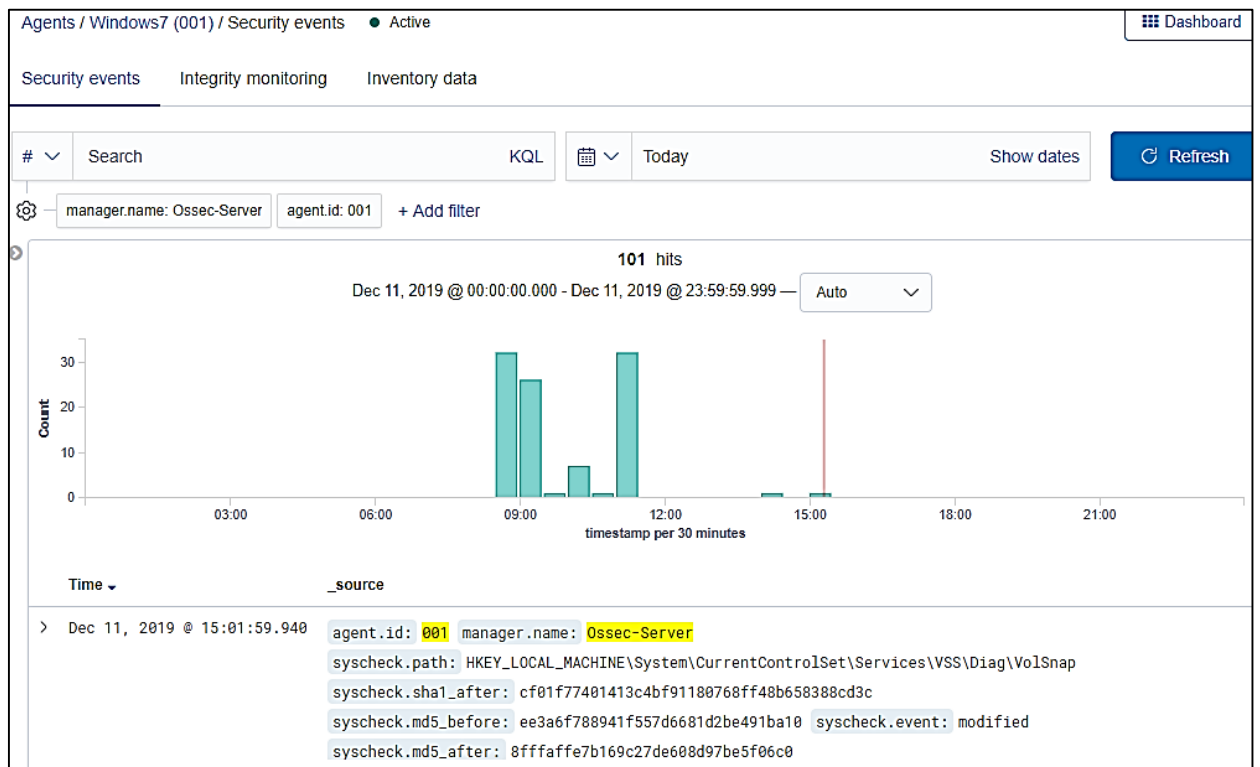 Agents / Windows7 (001) / Security events Active
Dashboard
Security events Integrity monitoring Inventory data
# Search KQL Today Show dates Refresh
manager.name: Ossec-Server agent.id: 001 + Add filter
101 hits
Dec 11, 2019 @ 00:00:00.000 - Dec 11, 2019 @ 23:59:59.999 — Auto
Count
30
20
10
0
03:00 06:00 09:00 12:00 15:00 18:00 21:00
timestamp per 30 minutes
Time _source
Dec 11, 2019 @ 15:01:59.940 agent.id: 001 manager.name: Ossec-Server
syscheck.path: HKEY_LOCAL_MACHINE\System\CurrentControlSet\Services\VSS\Diag\VolSnap
syscheck.sha1_after: cf01f77401413c4bf91180768ff48b658388cd3c
syscheck.md5_before: ee3a6f788941f557d6681d2be491ba10 syscheck.event: modified
syscheck.md5_after: 8fffaffe7b169c27de608d97be5f06c0